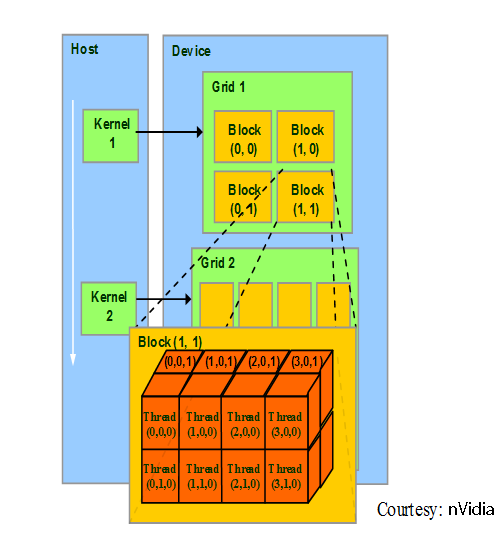 Host
Device
Grid 1
Kernel
1
Block
(0, 0)
Block
(1, 0)
Block
(0, 1)
Block
(1, 1)
Grid 2
Kernel
2
Block (1, 1)
(0,0,1) (1,0,1) (2,0,1) (3,0,1)
Thread
(0,0,0)
Thread
(1,0,0)
Thread
(2,0,0)
Thread
(3,0,0)
Thread
(0,1,0)
Thread
(1,1,0)
Thread
(2,1,0)
Thread
(3,1,0)
Courtesy: nVidia